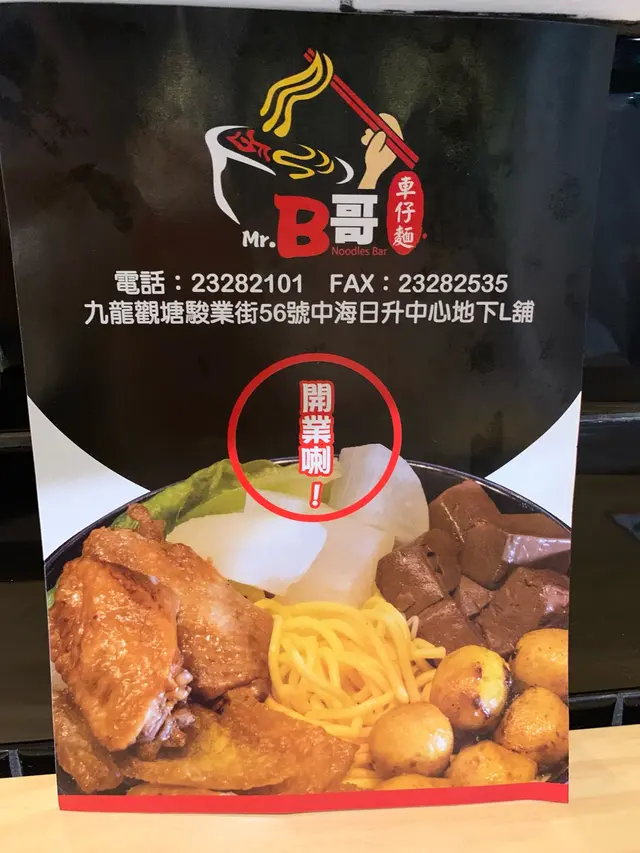 Mr. B哥
Noodles Bar
車仔麵
電話：23282101 FAX：23282535
九龍觀塘駿業街56號中海日升中心地下L舖
開業喇！